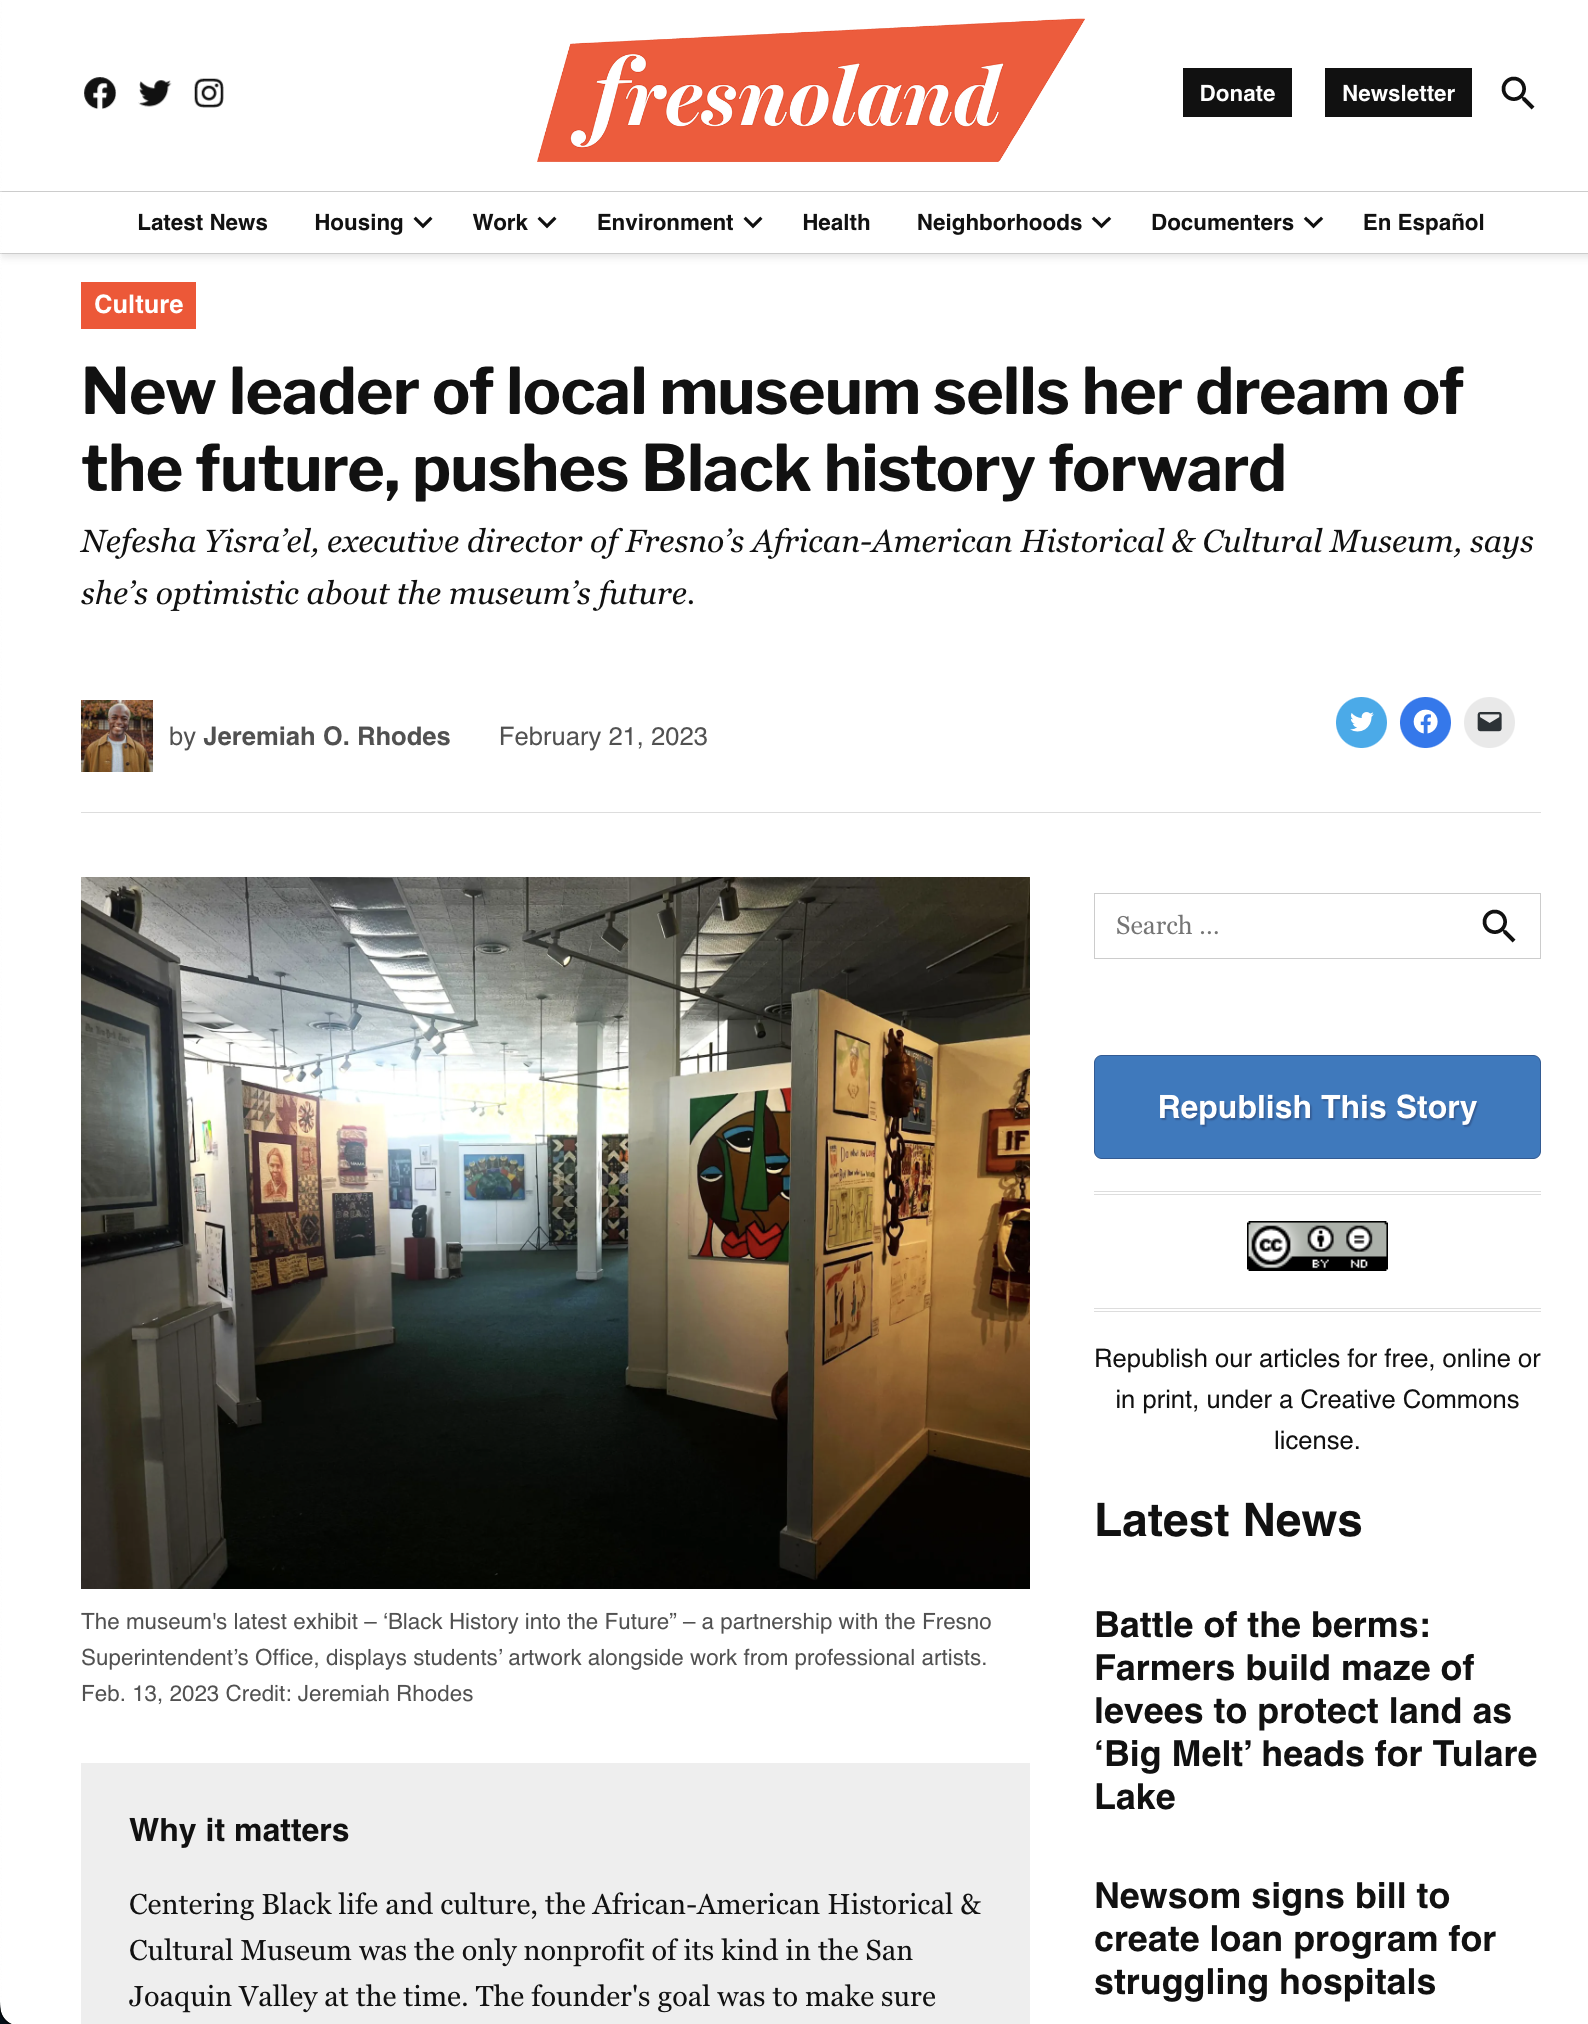 fresnoland
Donate
Newsletter
Latest News
Housing
Work
Environment
Health
Neighborhoods
Documenters
En Español
Culture
New leader of local museum sells her dream of
the future, pushes Black history forward
Nefesha Yisra’el, executive director of Fresno’s African-American Historical & Cultural Museum, says
she’s optimistic about the museum’s future.
by Jeremiah O. Rhodes
February 21, 2023
IF
The museum's latest exhibit – ‘Black History into the Future” – a partnership with the Fresno
Superintendent’s Office, displays students’ artwork alongside work from professional artists.
Feb. 13, 2023 Credit: Jeremiah Rhodes
Why it matters
Centering Black life and culture, the African-American Historical &
Cultural Museum was the only nonprofit of its kind in the San
Joaquin Valley at the time. The founder's goal was to make sure
Search ...
Republish This Story
cc
BY ND
Republish our articles for free, online or
in print, under a Creative Commons
license.
Latest News
Battle of the berms:
Farmers build maze of
levees to protect land as
‘Big Melt’ heads for Tulare
Lake
Newsom signs bill to
create loan program for
struggling hospitals